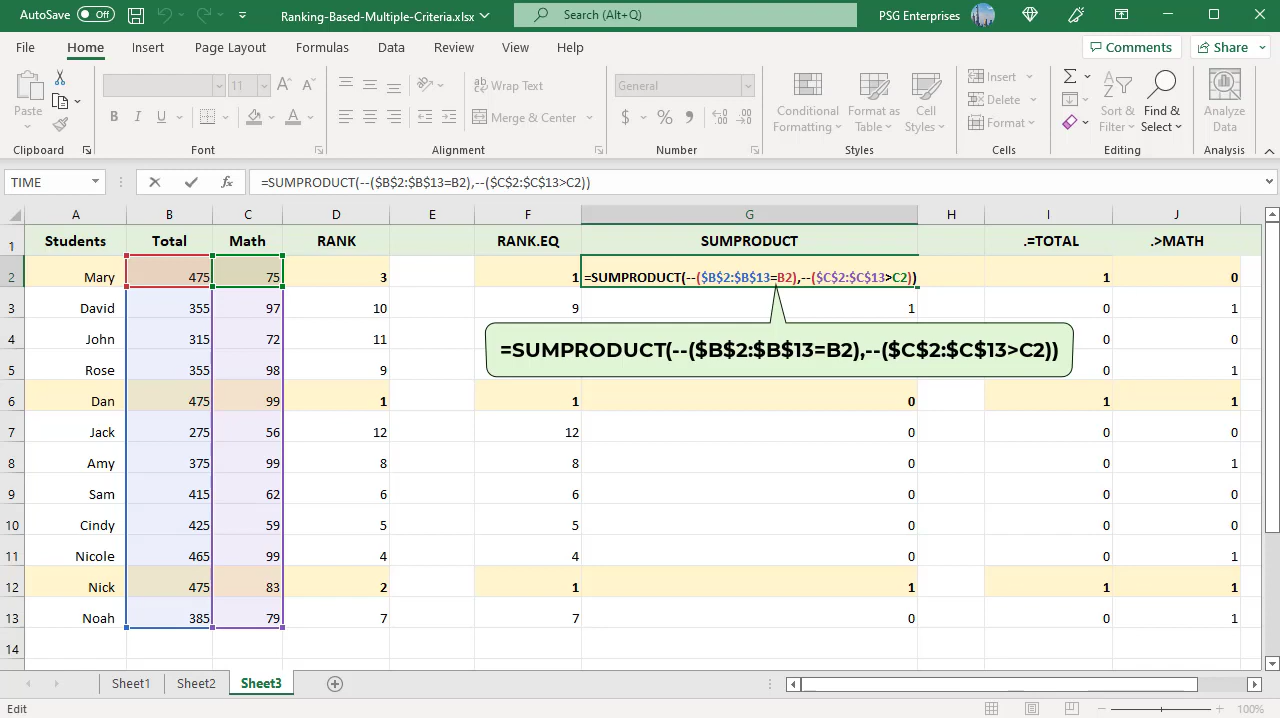 AutoSave Off Ranking-Based-Multiple-Criteria.xlsx Search (Alt+Q) PSG Enterprises
File Home Insert Page Layout Formulas Data Review View Help Comments Share
Paste
Clipboard
11
B I U A
Font
Wrap Text
Merge & Center
Alignment
General
$ % 9
Number
Conditional Formatting
Format as Table
Cell Styles
Styles
Insert
Delete
Format
Cells
Sort & Filter
Find & Select
Editing
Analyze Data
Analysis
TIME fx =SUMPRODUCT(--($B$2:$B$13=B2),--($C$2:$C$13>C2))
A B C D E F G H I J
1 Students Total Math RANK RANK.EQ SUMPRODUCT .=TOTAL .>MATH
2 Mary 475 75 3 1 =SUMPRODUCT(--($B$2:$B$13=B2),--($C$2:$C$13>C2)) 1 0
3 David 355 97 10 9 1 0 1
=SUMPRODUCT(--($B$2:$B$13=B2),--($C$2:$C$13>C2))
4 John 315 72 11 0 0
5 Rose 355 98 9 0 1
6 Dan 475 99 1 1 0 1 1
7 Jack 275 56 12 12 0 0 0
8 Amy 375 99 8 8 0 0 1
9 Sam 415 62 6 6 0 0 0
10 Cindy 425 59 5 5 0 0 0
11 Nicole 465 99 4 4 0 0 1
12 Nick 475 83 2 1 1 1 1
13 Noah 385 79 7 7 0 0 1
14
Sheet1 Sheet2 Sheet3
Edit 100%